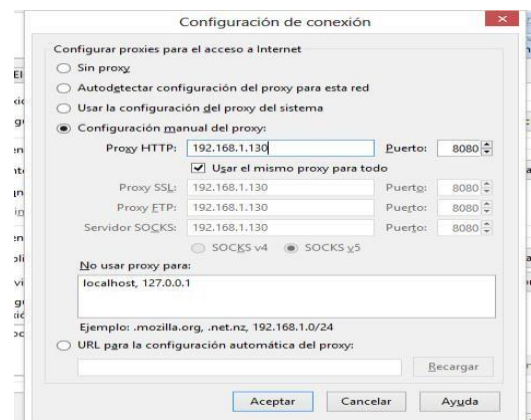 Configuración de conexión
Configurar proxies para el acceso a Internet
Sin proxy
Autodetectar configuración del proxy para esta red
Usar la configuración del proxy del sistema
Configuración manual del proxy:
Proxy HTTP: 192.168.1.130 Puerto: 8080
Usar el mismo proxy para todo
Proxy SSL: 192.168.1.130 Puerto: 8080
Proxy FTP: 192.168.1.130 Puerto: 8080
Servidor SOCKS: 192.168.1.130 Puerto: 8080
SOCKS v4 SOCKS v5
No usar proxy para:
localhost, 127.0.0.1
Ejemplo: .mozilla.org, .net.nz, 192.168.1.0/24
URL para la configuración automática del proxy:
Recargar
Aceptar Cancelar Ayuda